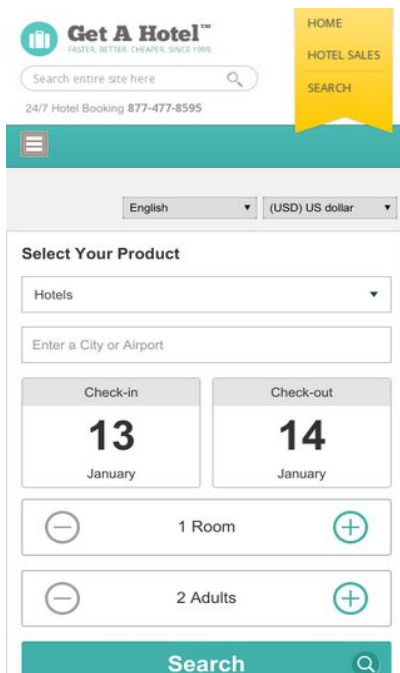 Get A Hotel™
FASTER. BETTER. CHEAPER. SINCE 1999.
Search entire site here
24/7 Hotel Booking 877-477-8595
HOME
HOTEL SALES
SEARCH
English
(USD) US dollar
Select Your Product
Hotels
Enter a City or Airport
Check-in
13
January
Check-out
14
January
1 Room
2 Adults
Search